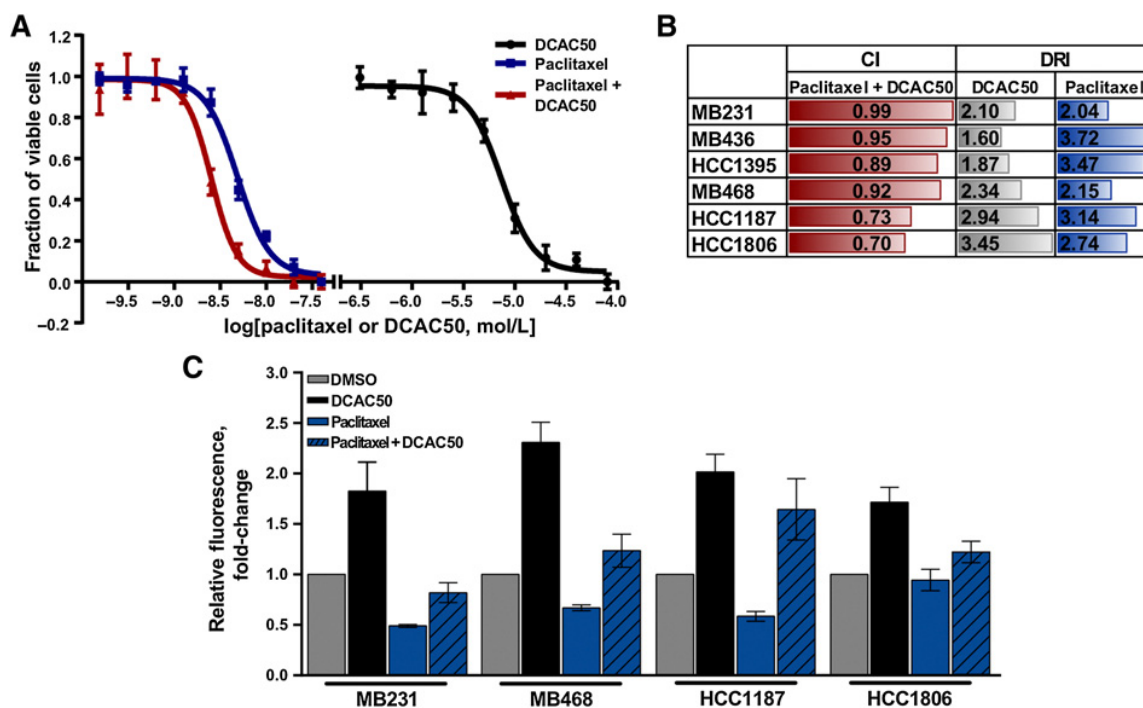 A
DCAC50
Paclitaxel
Paclitaxel +
DCAC50
Fraction of viable cells
1.2
1.0
0.8
0.6
0.4
0.2
0.0
−0.2
−9.5 −9.0 −8.5 −8.0 −7.5 −6.5 −6.0 −5.5 −5.0 −4.5 −4.0
log[paclitaxel or DCAC50, mol/L]
B
CI DRI
Paclitaxel + DCAC50 DCAC50 Paclitaxel
MB231 0.99 2.10 2.04
MB436 0.95 1.60 3.72
HCC1395 0.89 1.87 3.47
MB468 0.92 2.34 2.15
HCC1187 0.73 2.94 3.14
HCC1806 0.70 3.45 2.74
C
DMSO
DCAC50
Paclitaxel
Paclitaxel + DCAC50
Relative fluorescence,
fold-change
3.0
2.5
2.0
1.5
1.0
0.5
0.0
MB231 MB468 HCC1187 HCC1806